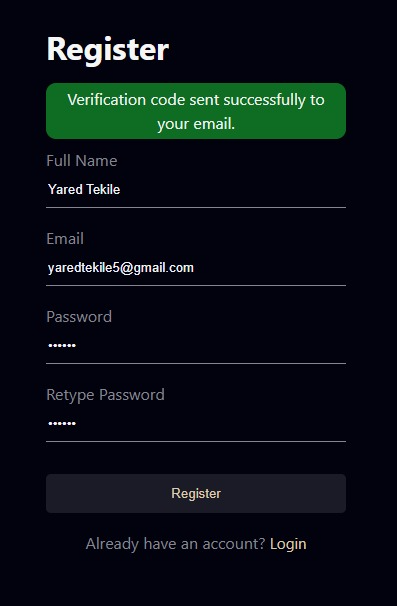 Register
Verification code sent successfully to
your email.
Full Name
Yared Tekile
Email
yaredtekile5@gmail.com
Password
••••••
Retype Password
••••••
Register
Already have an account? Login